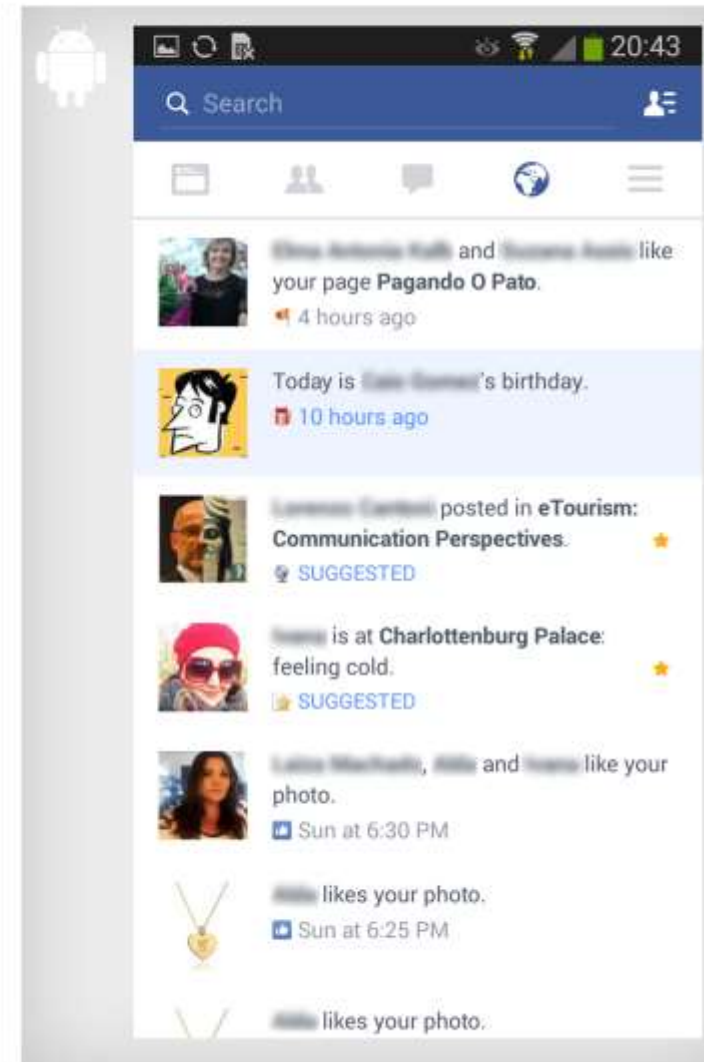 20:43
Search
and like
your page Pagando O Pato.
4 hours ago
Today is 's birthday.
10 hours ago
posted in eTourism:
Communication Perspectives.
SUGGESTED
is at Charlottenburg Palace:
feeling cold.
SUGGESTED
, and like your
photo.
Sun at 6:30 PM
likes your photo.
Sun at 6:25 PM
likes your photo.